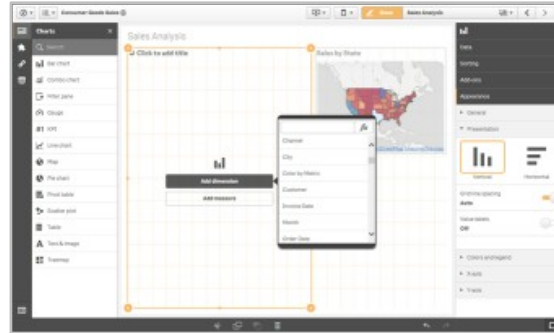 Consumer Goods Sales
Done
Sales Analysis
Charts
Search
Bar chart
Combo chart
Filter pane
Gauge
KPI
Line chart
Map
Pie chart
Pivot table
Scatter plot
Table
Text & image
Treemap
Sales Analysis
Click to add title
Sales by State
Add dimension
Add measure
Channel
City
Color by Metric
Customer
Invoice Date
Month
Order Date
Data
Sorting
Add-ons
Appearance
General
Presentation
Vertical
Horizontal
Gridline spacing
Auto
Value labels
Off
Colors and legend
X-axis
Y-axis